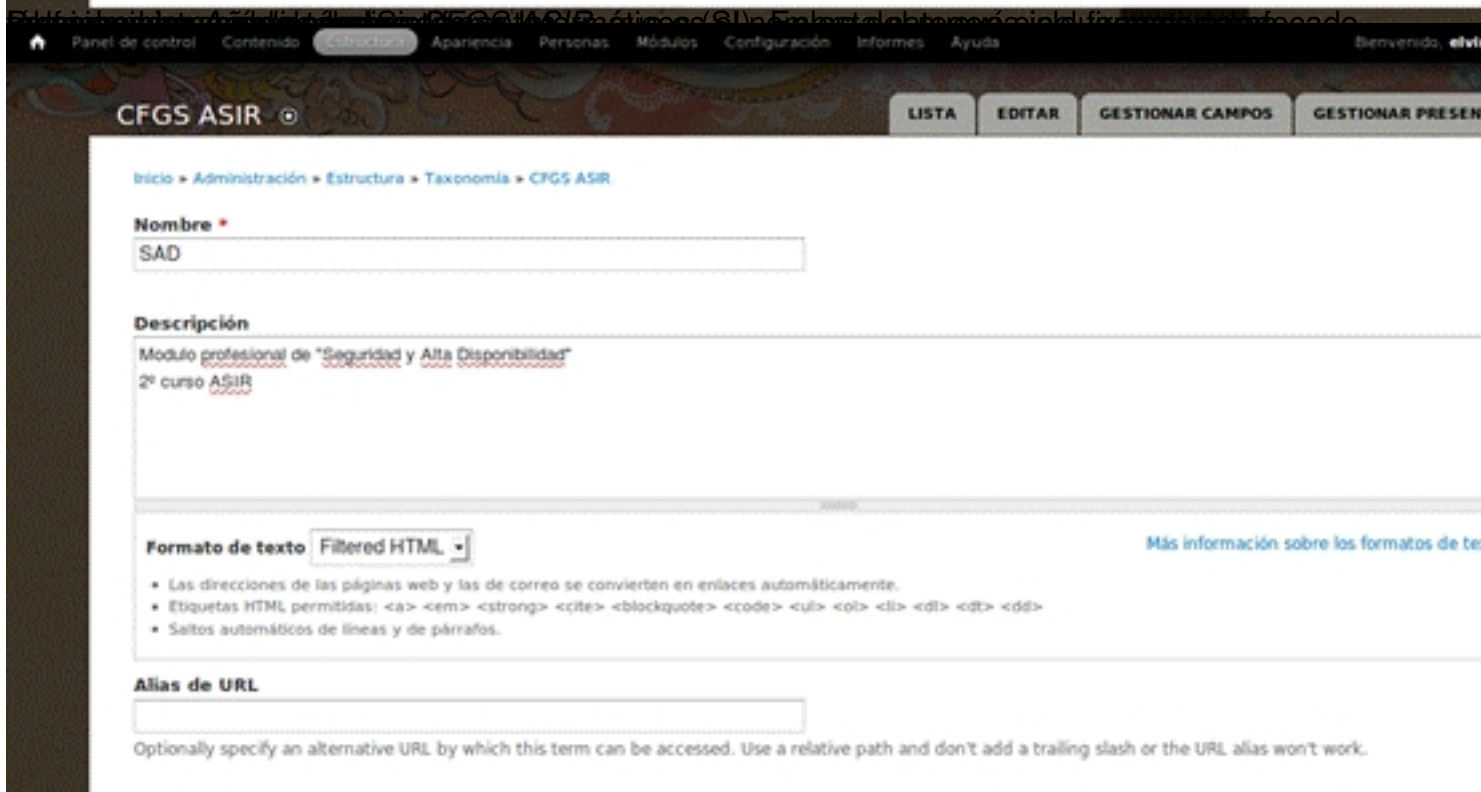 Panel de control Contenido Estructura Apariencia Personas Módulos Configuración Informes Ayuda Bienvenido,
CFGS ASIR LISTA EDITAR GESTIONAR CAMPOS GESTIONAR PRESEN
Inicio » Administración » Estructura » Taxonomía » CFGS ASIR
Nombre *
SAD
Descripción
Modulo profesional de "Seguridad y Alta Disponibilidad"
2º curso ASIR
Formato de texto Filtered HTML Más información sobre los formatos de te
• Las direcciones de las páginas web y las de correo se convierten en enlaces automáticamente.
• Etiquetas HTML permitidas: <a> <em> <strong> <cite> <blockquote> <code> <ul> <ol> <li> <dl> <dt> <dd>
• Saltos automáticos de líneas y de párrafos.
Alias de URL
Optionally specify an alternative URL by which this term can be accessed. Use a relative path and don't add a trailing slash or the URL alias won't work.